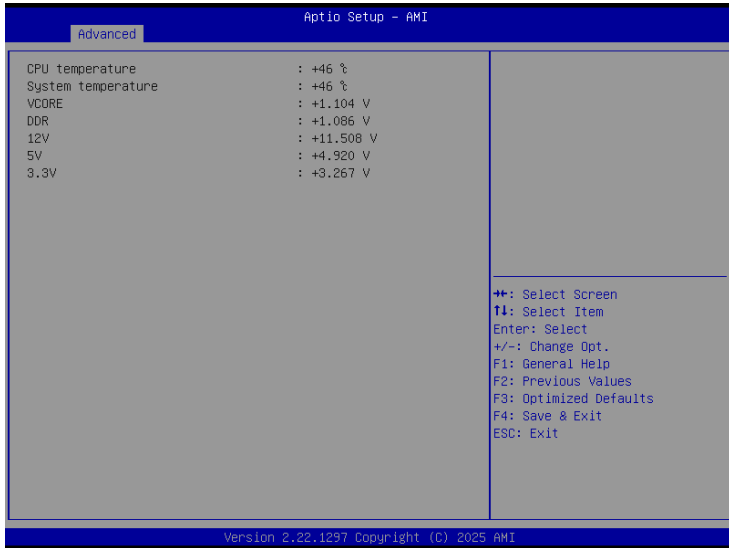 Aptio Setup – AMI
Advanced
CPU temperature : +46 ℃
System temperature : +46 ℃
VCORE : +1.104 V
DDR : +1.086 V
12V : +11.508 V
5V : +4.920 V
3.3V : +3.267 V
→←: Select Screen
↑↓: Select Item
Enter: Select
+/-: Change Opt.
F1: General Help
F2: Previous Values
F3: Optimized Defaults
F4: Save & Exit
ESC: Exit
Version 2.22.1297 Copyright (C) 2025 AMI